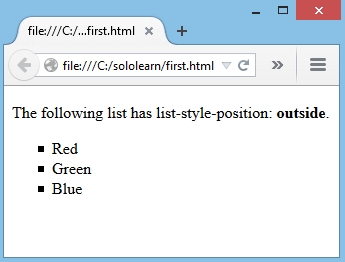 file:///C:/...first.html
file:///C:/sololearn/first.html
The following list has list-style-position: outside.
Red
Green
Blue